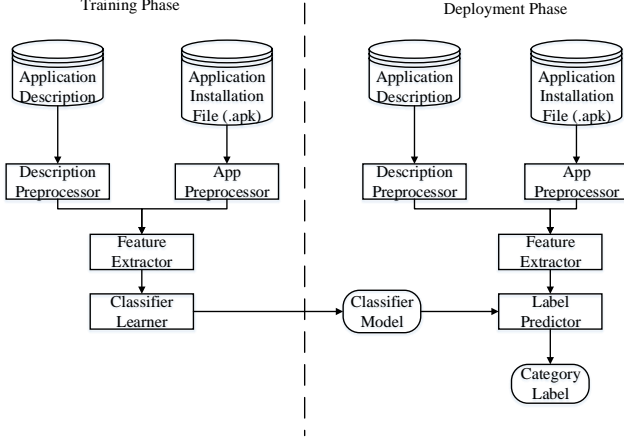 Training Phase
Deployment Phase
Application
Description
Application
Installation
File (.apk)
Application
Description
Application
Installation
File (.apk)
Description
Preprocessor
App
Preprocessor
Description
Preprocessor
App
Preprocessor
Feature
Extractor
Feature
Extractor
Classifier
Learner
Classifier
Model
Label
Predictor
Category
Label